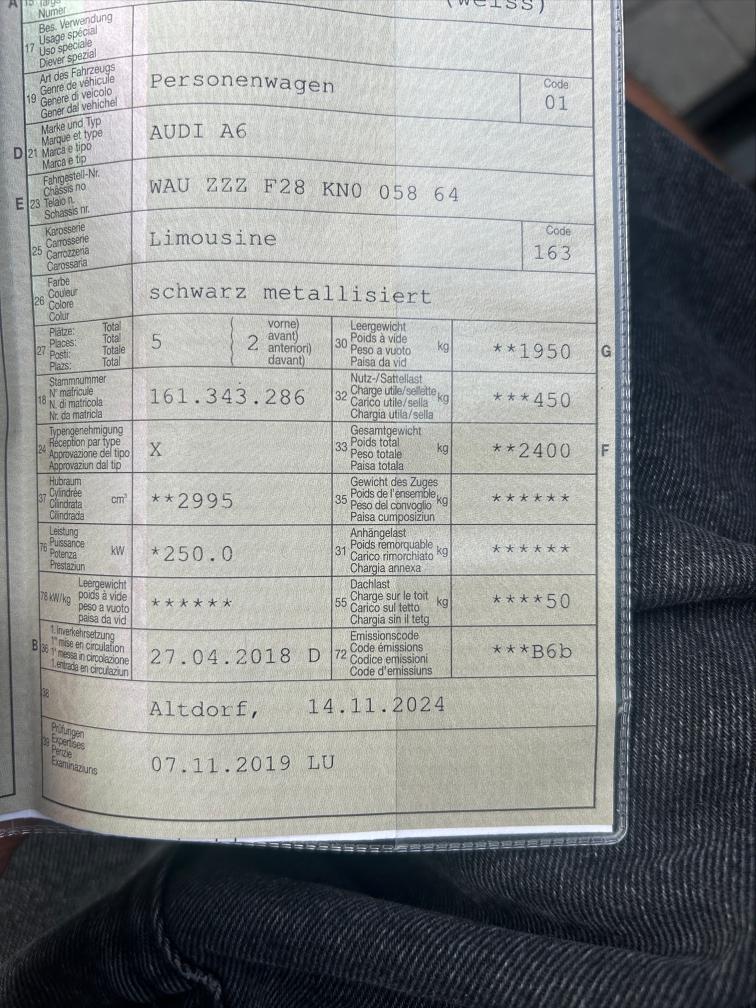 A 15 Targa
Numer
(weiss)
17 Bes. Verwendung
Usage spécial
Uso speciale
Diever spezial
19 Art des Fahrzeugs
Genre de véhicule
Genere di veicolo
Gener dal vehichel
Personenwagen
Code
01
D 21 Marke und Typ
Marque et type
Marca e tipo
Marca e tip
AUDI A6
E 23 Fahrgestell-Nr.
Châssis no
Telaio n.
Schassis nr.
WAU ZZZ F28 KN0 058 64
25 Karosserie
Carrosserie
Carrozzeria
Carossaria
Limousine
Code
163
26 Farbe
Couleur
Colore
Colur
schwarz metallisiert
27 Plätze: Total
Places: Total
Posti: Totale
Plazs: Total
5
2 vorne)
avant)
anteriori)
davant)
30 Leergewicht
Poids à vide
Peso a vuoto
Paisa da vid
kg
**1950
G
18 Stammnummer
N° matricule
N. di matricola
Nr. da matricla
161.343.286
32 Nutz-/Sattellast
Charge utile/sellette
Carico utile/sella
Chargia utila/sella
kg
***450
24 Typengenehmigung
Réception par type
Approvazione del tipo
Approvaziun dal tip
X
33 Gesamtgewicht
Poids total
Peso totale
Paisa totala
kg
**2400
F
37 Hubraum
Cylindrée
Cilindrata
Cilindrada
cm³
**2995
35 Gewicht des Zuges
Poids de l'ensemble
Peso del convoglio
Paisa cumposiziun
kg
******
76 Leistung
Puissance
Potenza
Prestaziun
kW
*250.0
31 Anhängelast
Poids remorquable
Carico rimorchiato
Chargia annexa
kg
******
78 kW/kg Leergewicht
poids à vide
peso a vuoto
paisa da vid
******
55 Dachlast
Charge sur le toit
Carico sul tetto
Chargia sin il tetg
kg
****50
B 36 1. Inverkehrsetzung
1re mise en circulation
1a messa in circolazione
1. entrada en circulaziun
27.04.2018 D
72 Emissionscode
Code émissions
Codice emissioni
Code d'emissiuns
***B6b
38
Altdorf, 14.11.2024
39 Prüfungen
Expertises
Perizie
Examinaziuns
07.11.2019 LU